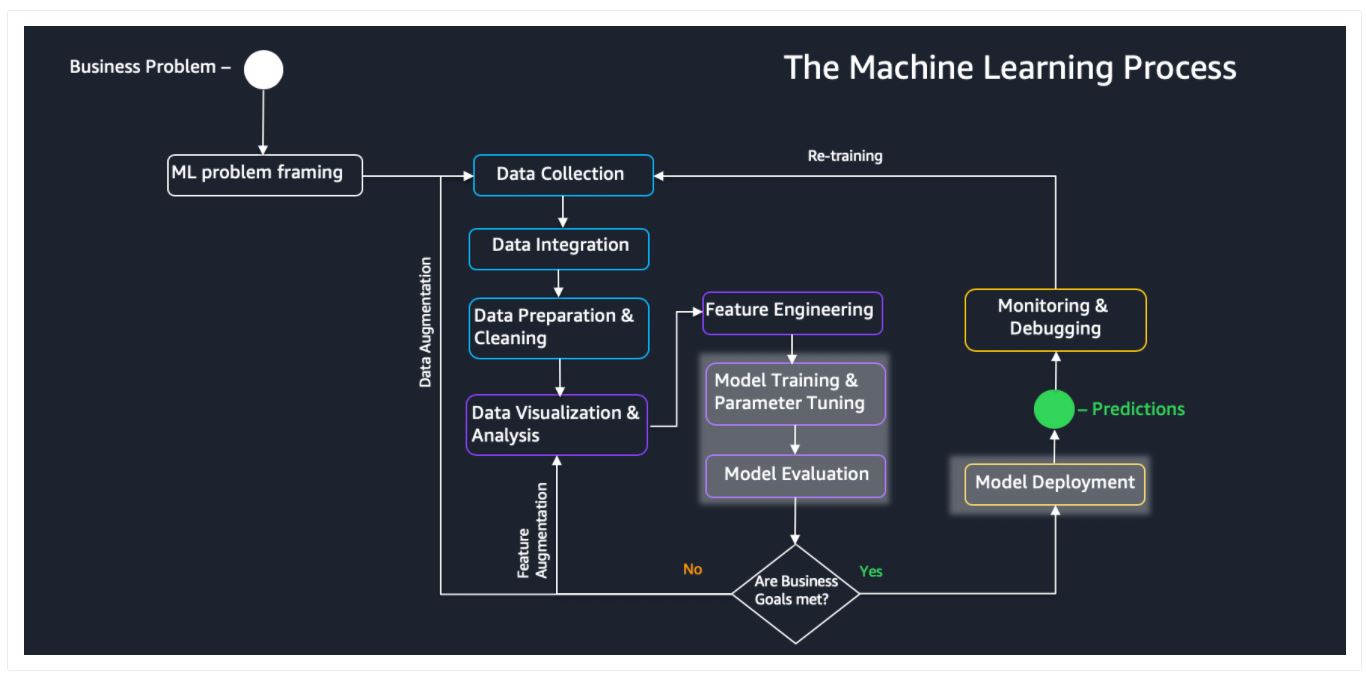 The Machine Learning Process
Business Problem –
ML problem framing
Data Collection
Re-training
Data Integration
Data Augmentation
Data Preparation &
Cleaning
Data Visualization &
Analysis
Feature
Augmentation
Feature Engineering
Model Training &
Parameter Tuning
Model Evaluation
Are Business
Goals met?
No
Yes
Model Deployment
– Predictions
Monitoring &
Debugging